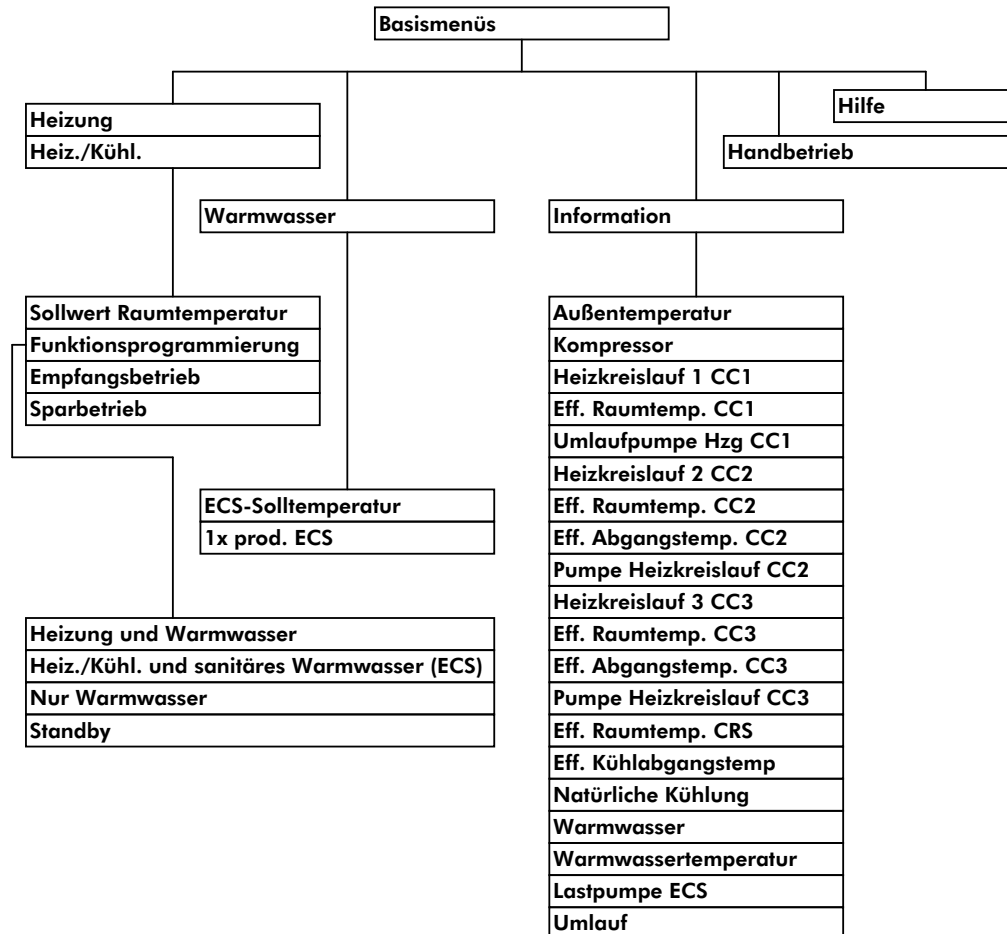 Basismenüs
Heizung
Heiz./Kühl.
Hilfe
Handbetrieb
Warmwasser
Information
Sollwert Raumtemperatur
Funktionsprogrammierung
Empfangsbetrieb
Sparbetrieb
ECS-Solltemperatur
1x prod. ECS
Heizung und Warmwasser
Heiz./Kühl. und sanitäres Warmwasser (ECS)
Nur Warmwasser
Standby
Außentemperatur
Kompressor
Heizkreislauf 1 CC1
Eff. Raumtemp. CC1
Umlaufpumpe Hzg CC1
Heizkreislauf 2 CC2
Eff. Raumtemp. CC2
Eff. Abgangstemp. CC2
Pumpe Heizkreislauf CC2
Heizkreislauf 3 CC3
Eff. Raumtemp. CC3
Eff. Abgangstemp. CC3
Pumpe Heizkreislauf CC3
Eff. Raumtemp. CRS
Eff. Kühlabgangstemp
Natürliche Kühlung
Warmwasser
Warmwassertemperatur
Lastpumpe ECS
Umlauf